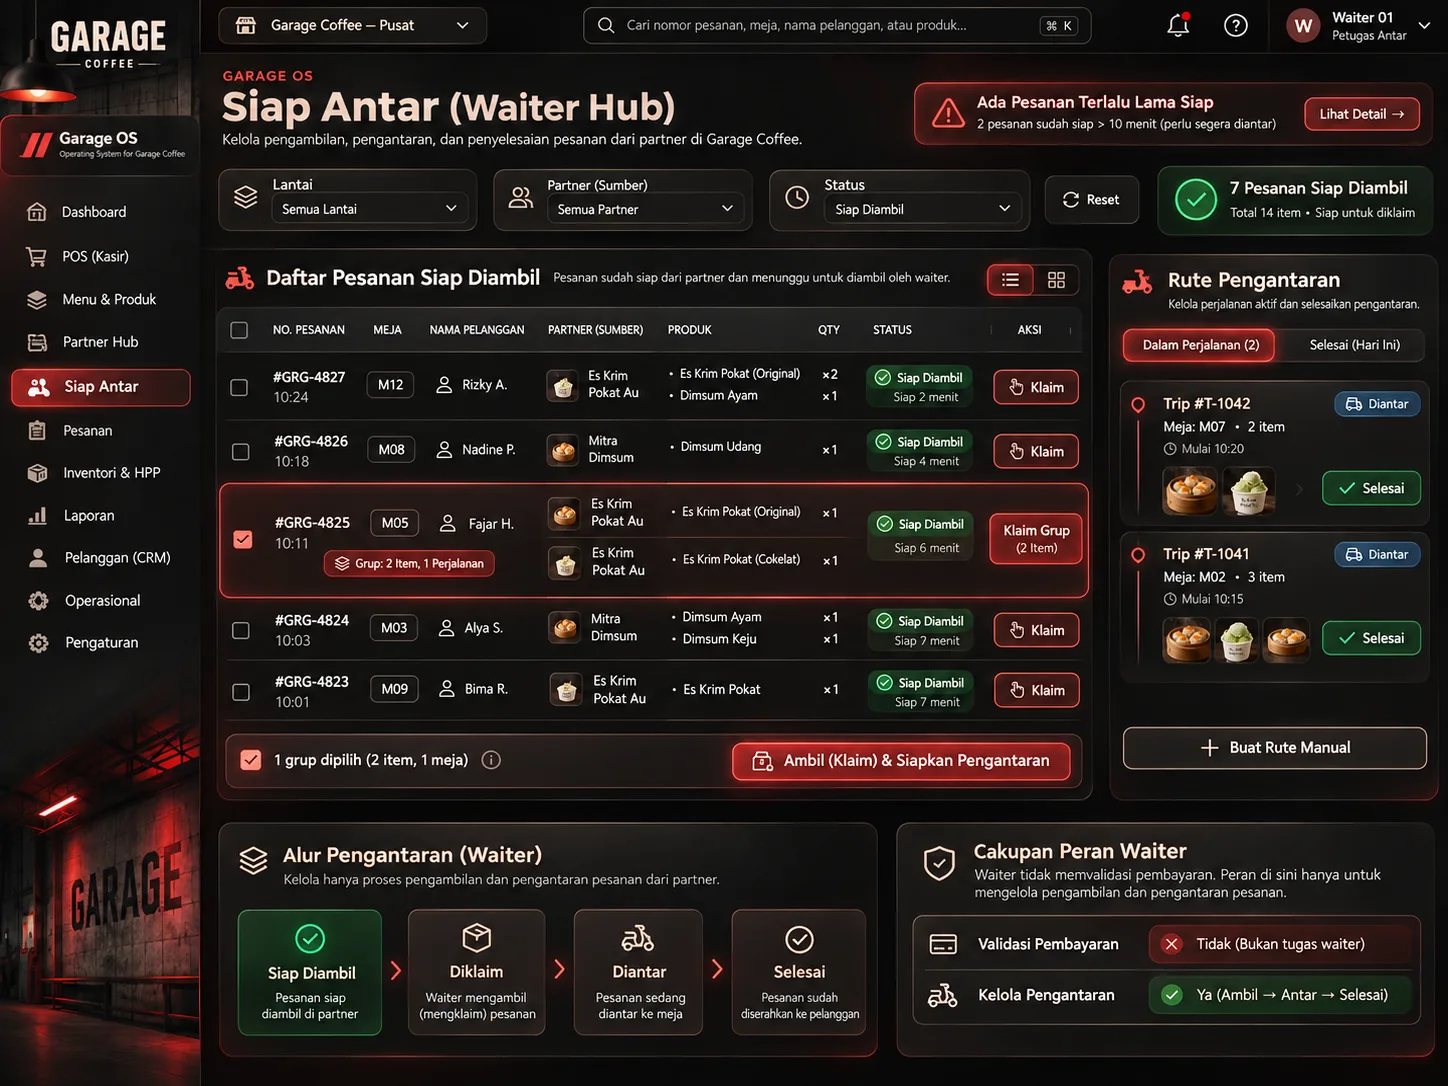 GARAGE
COFFEE
Garage OS
Operating System for Garage Coffee
Dashboard
POS (Kasir)
Menu & Produk
Partner Hub
Siap Antar
Pesanan
Inventori & HPP
Laporan
Pelanggan (CRM)
Operasional
Pengaturan
GARAGE
Garage Coffee — Pusat
Cari nomor pesanan, meja, nama pelanggan, atau produk...
⌘ K
W
Waiter 01
Petugas Antar
GARAGE OS
Siap Antar (Waiter Hub)
Kelola pengambilan, pengantaran, dan penyelesaian pesanan dari partner di Garage Coffee.
Ada Pesanan Terlalu Lama Siap
2 pesanan sudah siap > 10 menit (perlu segera diantar)
Lihat Detail →
Lantai
Semua Lantai
Partner (Sumber)
Semua Partner
Status
Siap Diambil
Reset
7 Pesanan Siap Diambil
Total 14 item • Siap untuk diklaim
Daftar Pesanan Siap Diambil
Pesanan sudah siap dari partner dan menunggu untuk diambil oleh waiter.
NO. PESANAN MEJA NAMA PELANGGAN PARTNER (SUMBER) PRODUK QTY STATUS AKSI
#GRG-4827
10:24
M12
Rizky A.
Es Krim
Pokat Au
• Es Krim Pokat (Original) ×2
• Dimsum Ayam ×1
Siap Diambil
Siap 2 menit
Klaim
#GRG-4826
10:18
M08
Nadine P.
Mitra
Dimsum
• Dimsum Udang ×1
Siap Diambil
Siap 4 menit
Klaim
#GRG-4825
10:11
M05
Fajar H.
Grup: 2 Item, 1 Perjalanan
Es Krim
Pokat Au
• Es Krim Pokat (Original) ×1
Es Krim
Pokat Au
• Es Krim Pokat (Cokelat) ×1
Siap Diambil
Siap 6 menit
Klaim Grup
(2 Item)
#GRG-4824
10:03
M03
Alya S.
Mitra
Dimsum
• Dimsum Ayam ×1
• Dimsum Keju ×1
Siap Diambil
Siap 7 menit
Klaim
#GRG-4823
10:01
M09
Bima R.
Es Krim
Pokat Au
• Es Krim Pokat ×1
Siap Diambil
Siap 7 menit
Klaim
1 grup dipilih (2 item, 1 meja)
Ambil (Klaim) & Siapkan Pengantaran
Rute Pengantaran
Kelola perjalanan aktif dan selesaikan pengantaran.
Dalam Perjalanan (2)
Selesai (Hari Ini)
Trip #T-1042
Diantar
Meja: M07 • 2 item
Mulai 10:20
Selesai
Trip #T-1041
Diantar
Meja: M02 • 3 item
Mulai 10:15
Selesai
Buat Rute Manual
Alur Pengantaran (Waiter)
Kelola hanya proses pengambilan dan pengantaran pesanan dari partner.
Siap Diambil
Pesanan siap
diambil di partner
Diklaim
Waiter mengambil
(mengklaim) pesanan
Diantar
Pesanan sedang
diantar ke meja
Selesai
Pesanan sudah
diserahkan ke pelanggan
Cakupan Peran Waiter
Waiter tidak memvalidasi pembayaran. Peran di sini hanya untuk
mengelola pengambilan dan pengantaran pesanan.
Validasi Pembayaran
Tidak (Bukan tugas waiter)
Kelola Pengantaran
Ya (Ambil → Antar → Selesai)